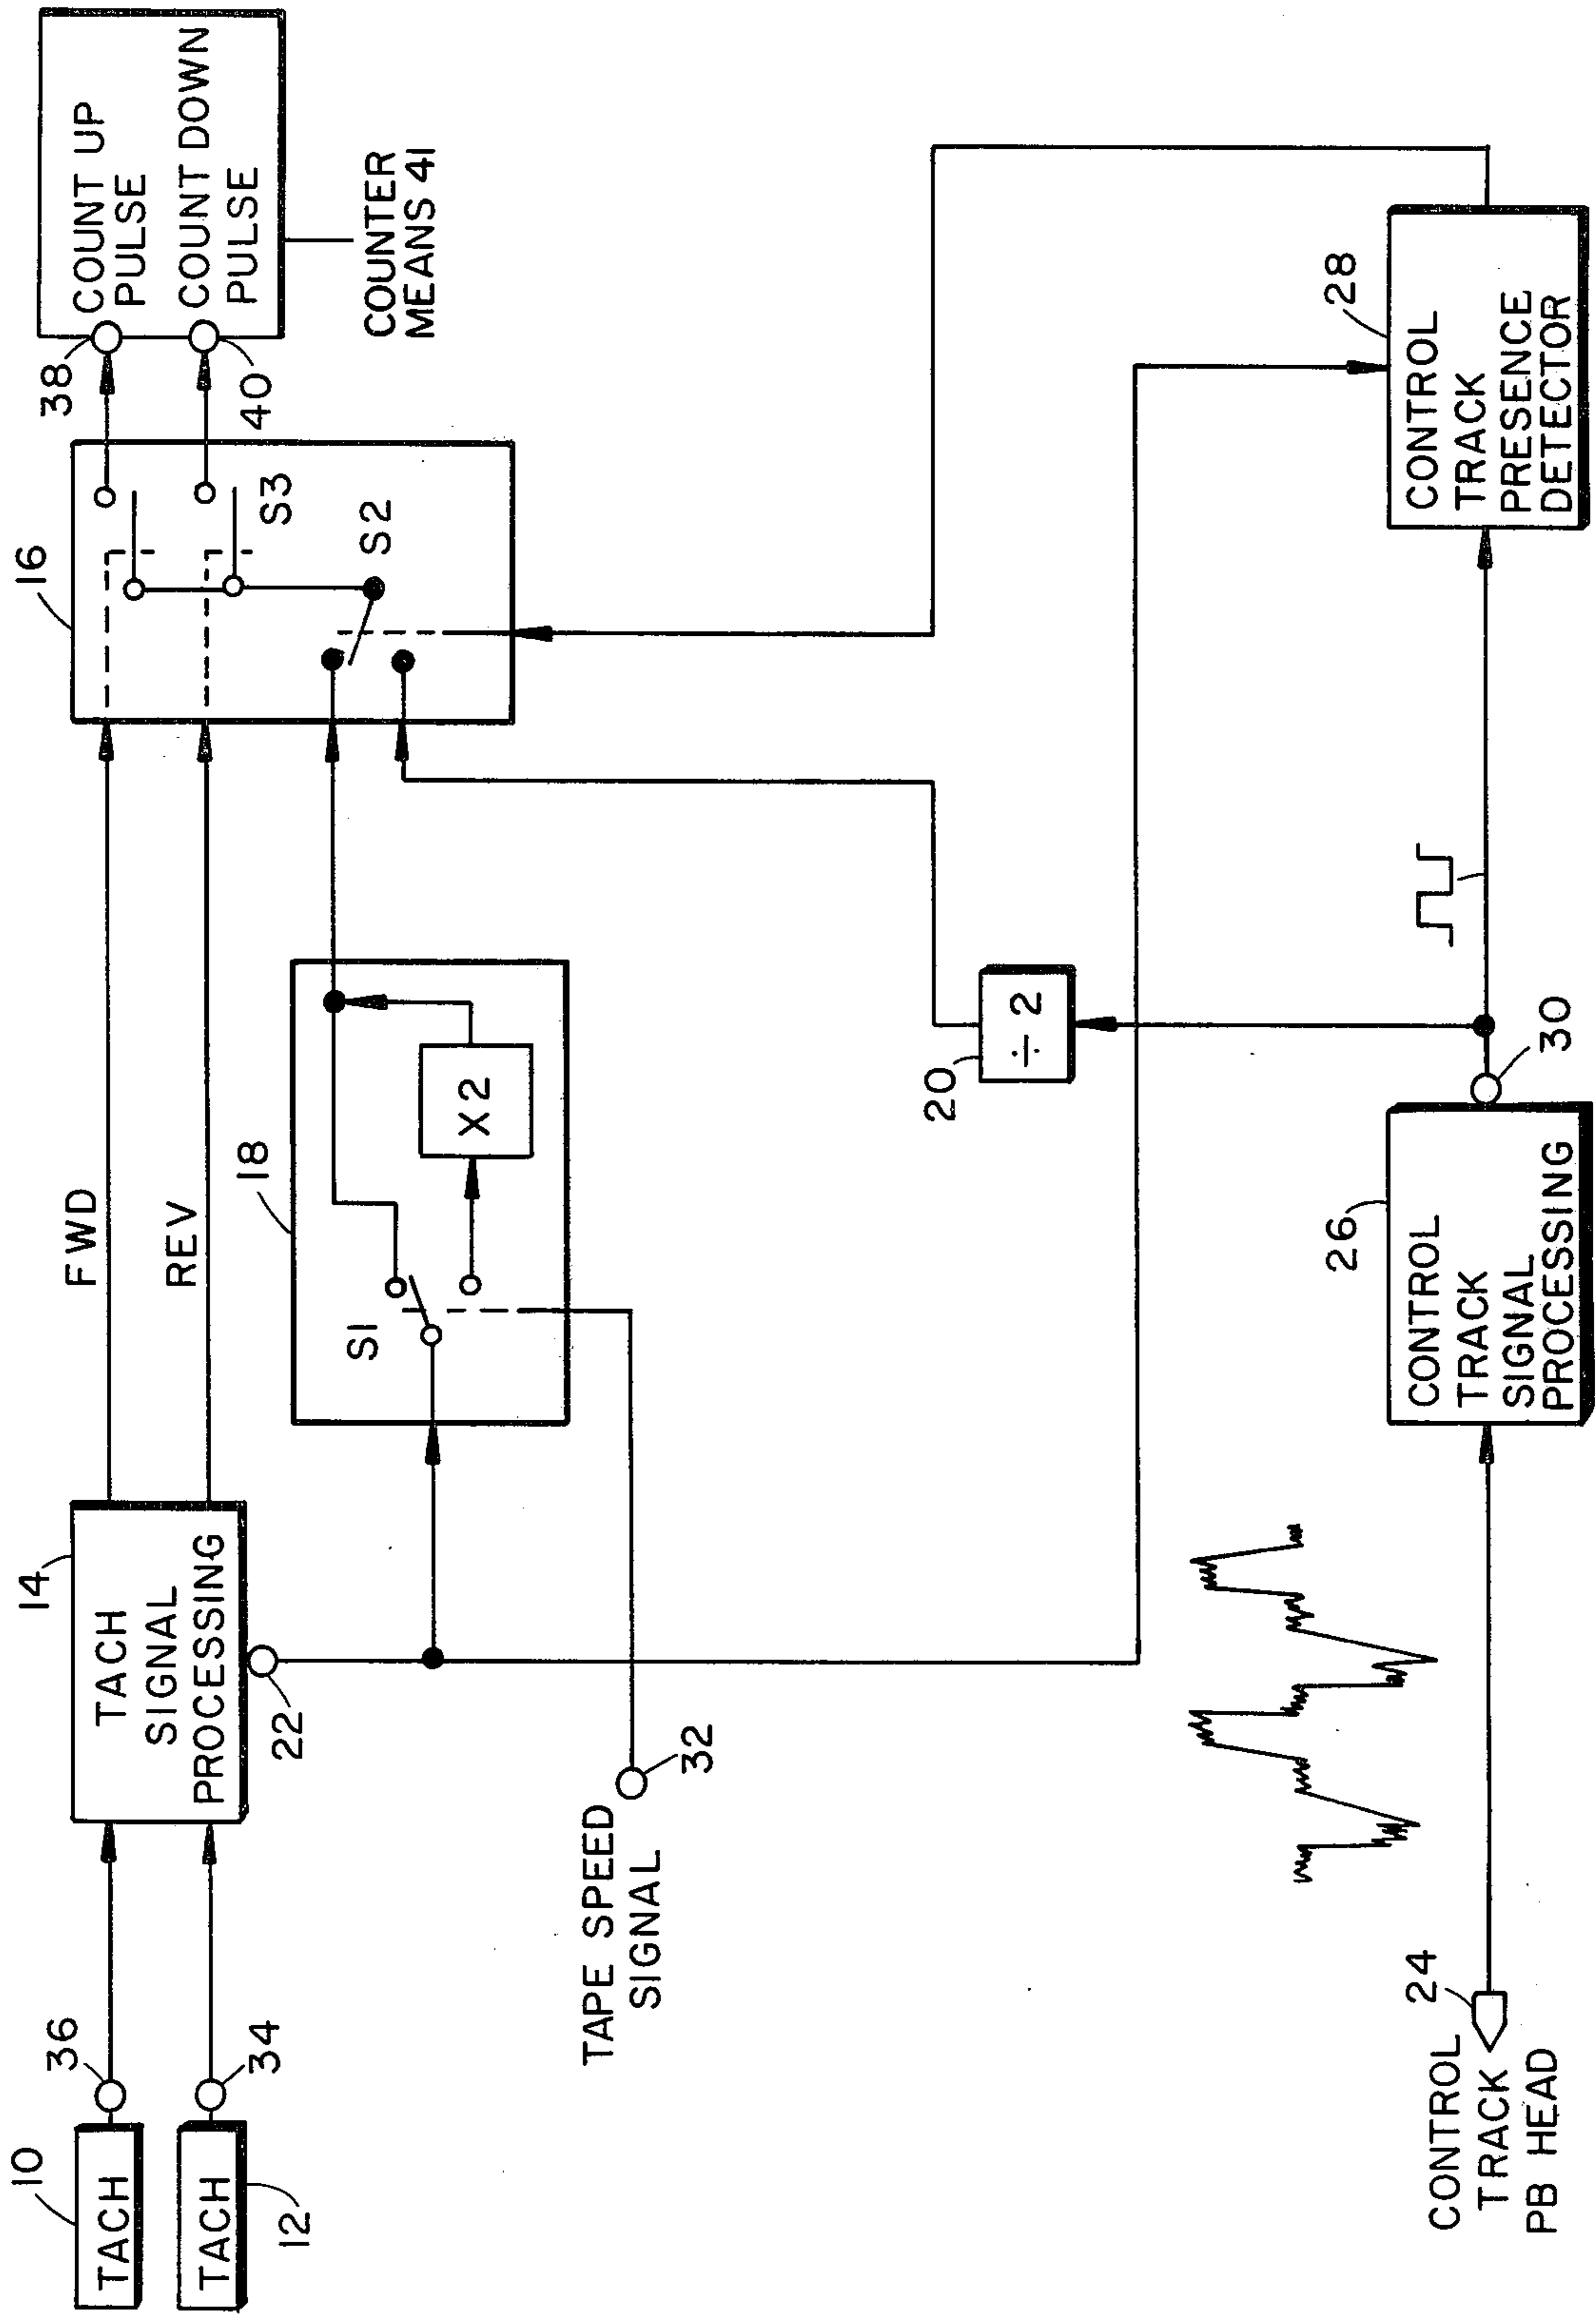 10
TACH
36
TACH
12
34
14
TACH
SIGNAL
PROCESSING
22
FWD
REV
16
S3
S2
38
40
COUNT UP
PULSE
COUNT DOWN
PULSE
COUNTER
MEANS 41
18
S1
X2
TAPE SPEED
SIGNAL
32
20
÷2
24
CONTROL
TRACK
PB HEAD
26
CONTROL
TRACK
SIGNAL
PROCESSING
30
28
CONTROL
TRACK
PRESENCE
DETECTOR